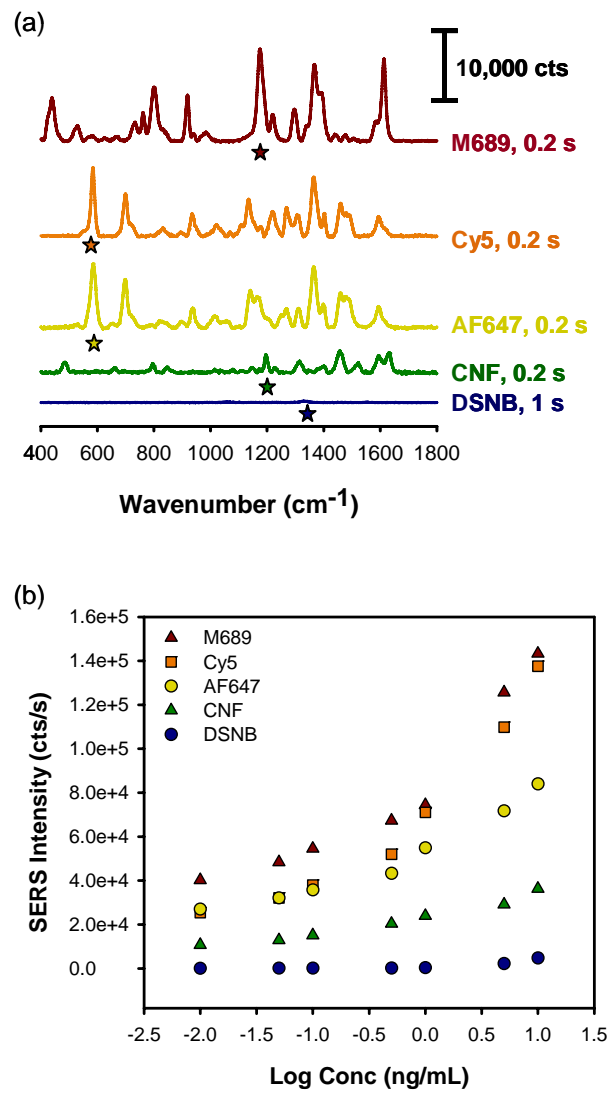 (a)
10,000 cts
M689, 0.2 s
Cy5, 0.2 s
AF647, 0.2 s
CNF, 0.2 s
DSNB, 1 s
400 600 800 1000 1200 1400 1600 1800
Wavenumber (cm-1)
(b)
1.6e+5
1.4e+5
1.2e+5
1.0e+5
8.0e+4
6.0e+4
4.0e+4
2.0e+4
0.0
SERS Intensity (cts/s)
M689
Cy5
AF647
CNF
DSNB
-2.5 -2.0 -1.5 -1.0 -0.5 0.0 0.5 1.0 1.5
Log Conc (ng/mL)